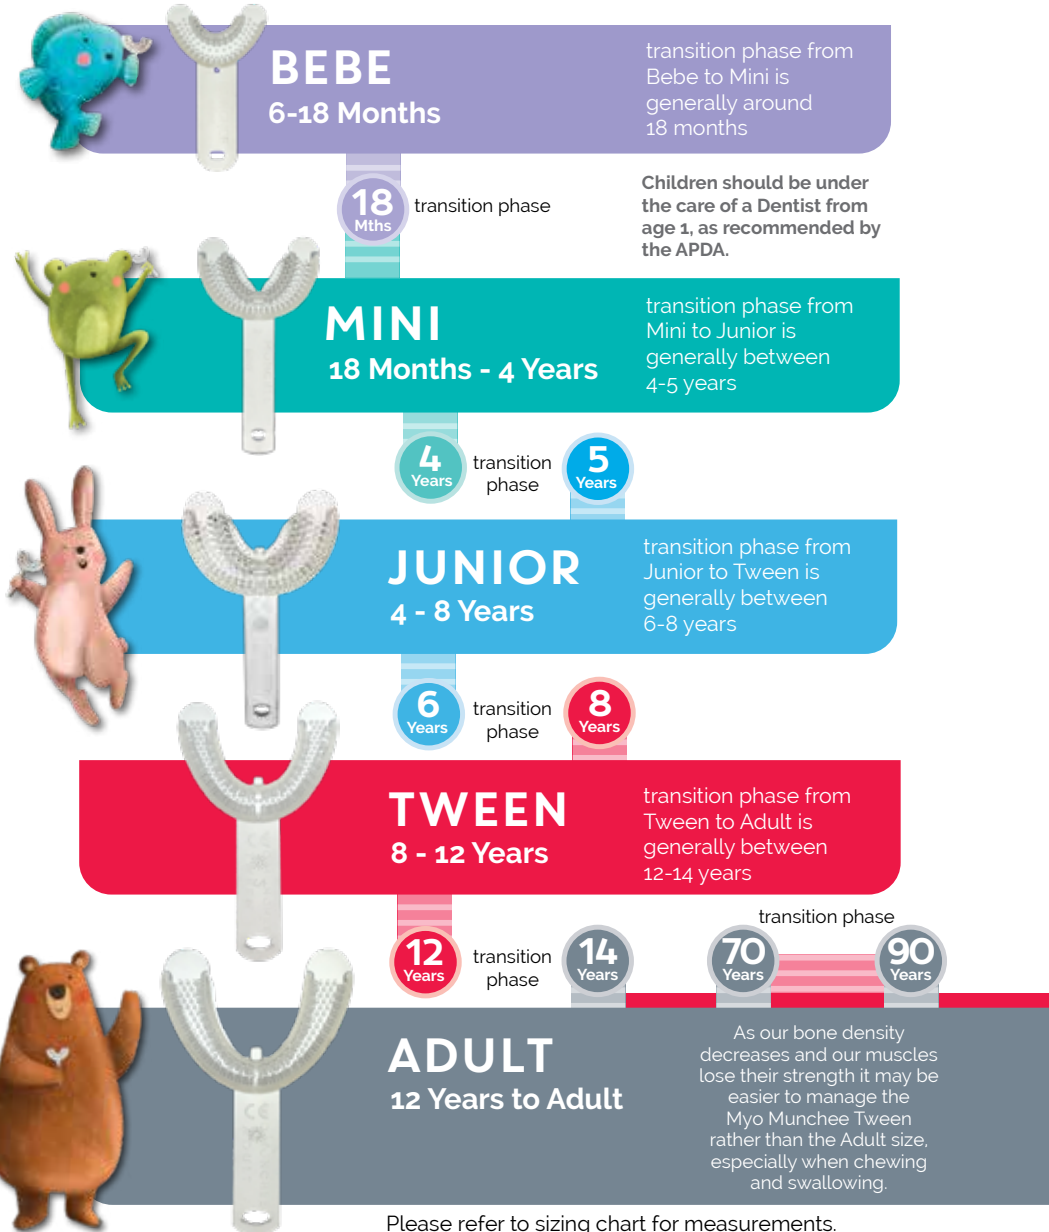 BEBE
6-18 Months
transition phase from
Bebe to Mini is
generally around
18 months
18
Mths
transition phase
Children should be under
the care of a Dentist from
age 1, as recommended by
the APDA.
MINI
18 Months - 4 Years
transition phase from
Mini to Junior is
generally between
4-5 years
4
Years
transition
phase
5
Years
JUNIOR
4 - 8 Years
transition phase from
Junior to Tween is
generally between
6-8 years
6
Years
transition
phase
8
Years
TWEEN
8 - 12 Years
transition phase from
Tween to Adult is
generally between
12-14 years
12
Years
transition
phase
14
Years
transition phase
70
Years
90
Years
ADULT
12 Years to Adult
As our bone density
decreases and our muscles
lose their strength it may be
easier to manage the
Myo Munchee Tween
rather than the Adult size,
especially when chewing
and swallowing.
CE
Please refer to sizing chart for measurements.